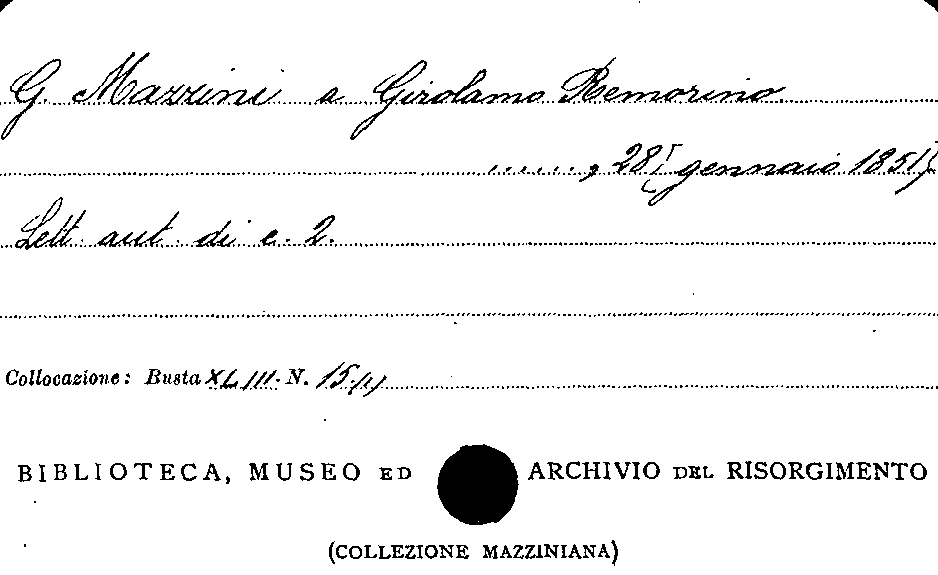 G. Mazzini a Girolamo Remorino
......, 28 [gennaio 1851]
Lett. aut. di c. 2.
Collocazione: Busta XLIII. N. 15.(1)
BIBLIOTECA, MUSEO ED ARCHIVIO DEL RISORGIMENTO
(COLLEZIONE MAZZINIANA)